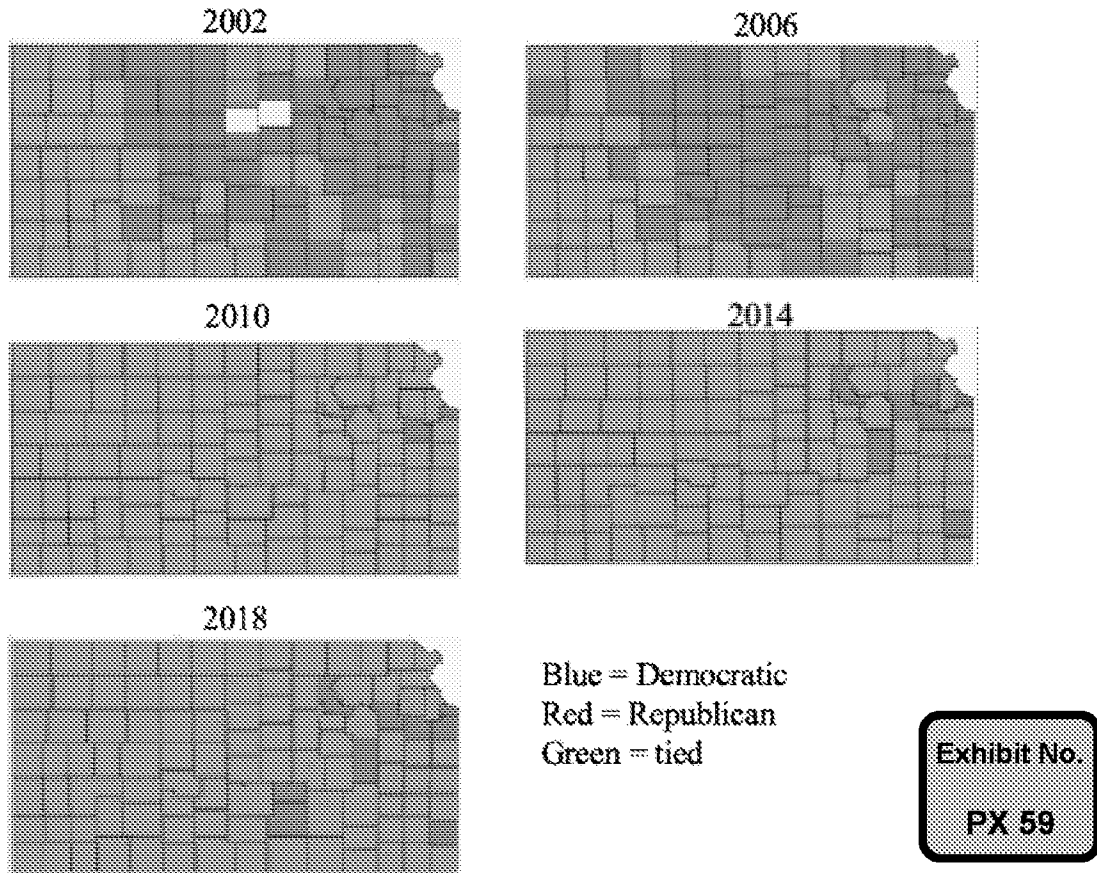 2002
2006
2010
2014
2018
Blue = Democratic
Red = Republican
Green = tied
Exhibit No.
PX 59